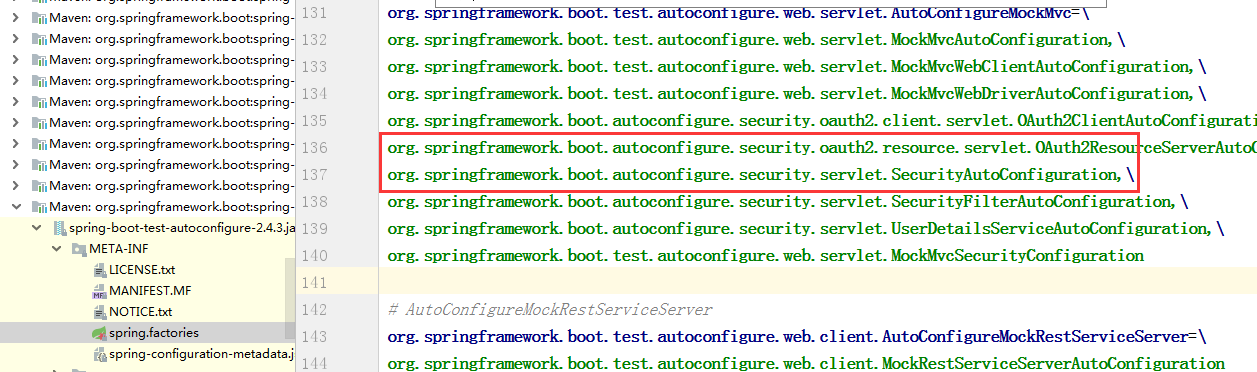 Maven: org.springframework.boot:spring-
Maven: org.springframework.boot:spring-
Maven: org.springframework.boot:spring-
Maven: org.springframework.boot:spring-
Maven: org.springframework.boot:spring-
Maven: org.springframework.boot:spring-
Maven: org.springframework.boot:spring-
Maven: org.springframework.boot:spring-
Maven: org.springframework.boot:spring-
Maven: org.springframework.boot:spring-
spring-boot-test-autoconfigure-2.4.3.ja
META-INF
LICENSE.txt
MANIFEST.MF
NOTICE.txt
spring.factories
spring-configuration-metadata.j
131 org.springframework.boot.test.autoconfigure.web.servlet.AutoConfigureMockMvc=\
132 org.springframework.boot.test.autoconfigure.web.servlet.MockMvcAutoConfiguration,\
133 org.springframework.boot.test.autoconfigure.web.servlet.MockMvcWebClientAutoConfiguration,\
134 org.springframework.boot.test.autoconfigure.web.servlet.MockMvcWebDriverAutoConfiguration,\
135 org.springframework.boot.autoconfigure.security.oauth2.client.servlet.OAuth2ClientAutoConfigurati
136 org.springframework.boot.autoconfigure.security.oauth2.resource.servlet.OAuth2ResourceServerAutoC
137 org.springframework.boot.autoconfigure.security.servlet.SecurityAutoConfiguration,\
138 org.springframework.boot.autoconfigure.security.servlet.SecurityFilterAutoConfiguration,\
139 org.springframework.boot.autoconfigure.security.servlet.UserDetailsServiceAutoConfiguration,\
140 org.springframework.boot.test.autoconfigure.web.servlet.MockMvcSecurityConfiguration
141
142 # AutoConfigureMockRestServiceServer
143 org.springframework.boot.test.autoconfigure.web.client.AutoConfigureMockRestServiceServer=\
144 org.springframework.boot.test.autoconfigure.web.client.MockRestServiceServerAutoConfiguration